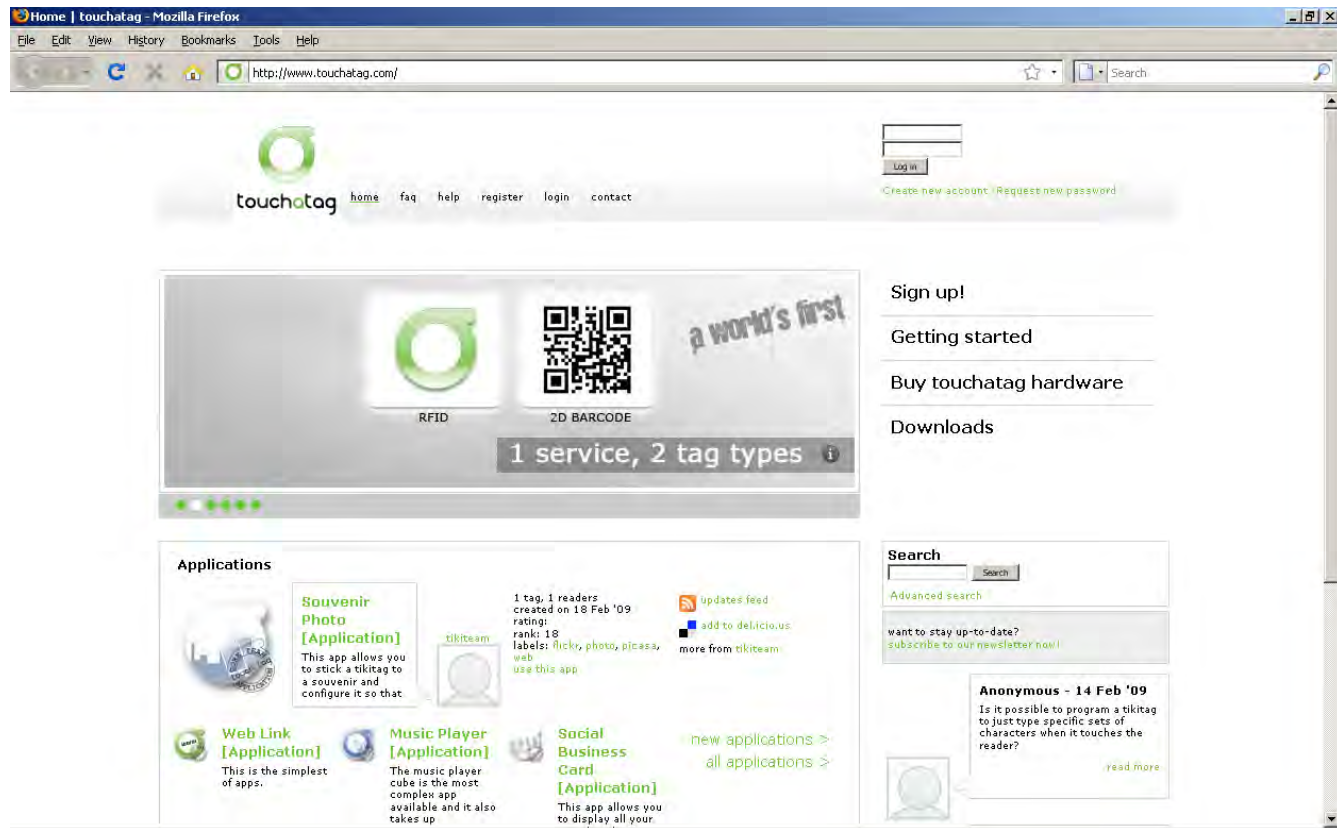 Home | touchatag - Mozilla Firefox
File Edit View History Bookmarks Tools Help
http://www.touchatag.com/
Search
touchatag
home faq help register login contact
Log in
Create new account Request new password
RFID
2D BARCODE
a world's first
1 service, 2 tag types
i
Sign up!
Getting started
Buy touchatag hardware
Downloads
Applications
Souvenir
Photo
[Application]
This app allows you
to stick a tikitag to
a souvenir and
configure it so that
tikiteam
1 tag, 1 readers
created on 18 Feb '09
rating:
rank: 18
labels: flickr, photo, picasa,
web
use this app
updates feed
add to del.icio.us
more from tikiteam
Web Link
[Application]
This is the simplest
of apps.
Music Player
[Application]
The music player
cube is the most
complex app
available and it also
takes up
Social
Business
Card
[Application]
This app allows you
to display all your
new applications >
all applications >
Search
Search
Advanced search
want to stay up-to-date?
subscribe to our newsletter now!
Anonymous - 14 Feb '09
Is it possible to program a tikitag
to just type specific sets of
characters when it touches the
reader?
read more